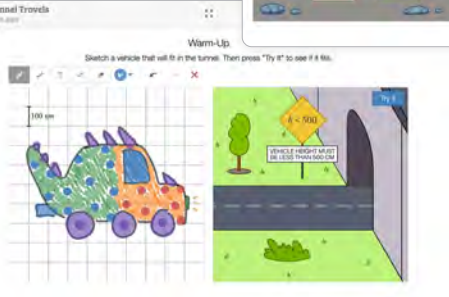 nnel Travels
Warm-Up
Sketch a vehicle that will fit in the tunnel. Then press "Try It" to see if it fits.
100 cm
Try it
h < 500
VEHICLE HEIGHT MUST
BE LESS THAN 500 CM